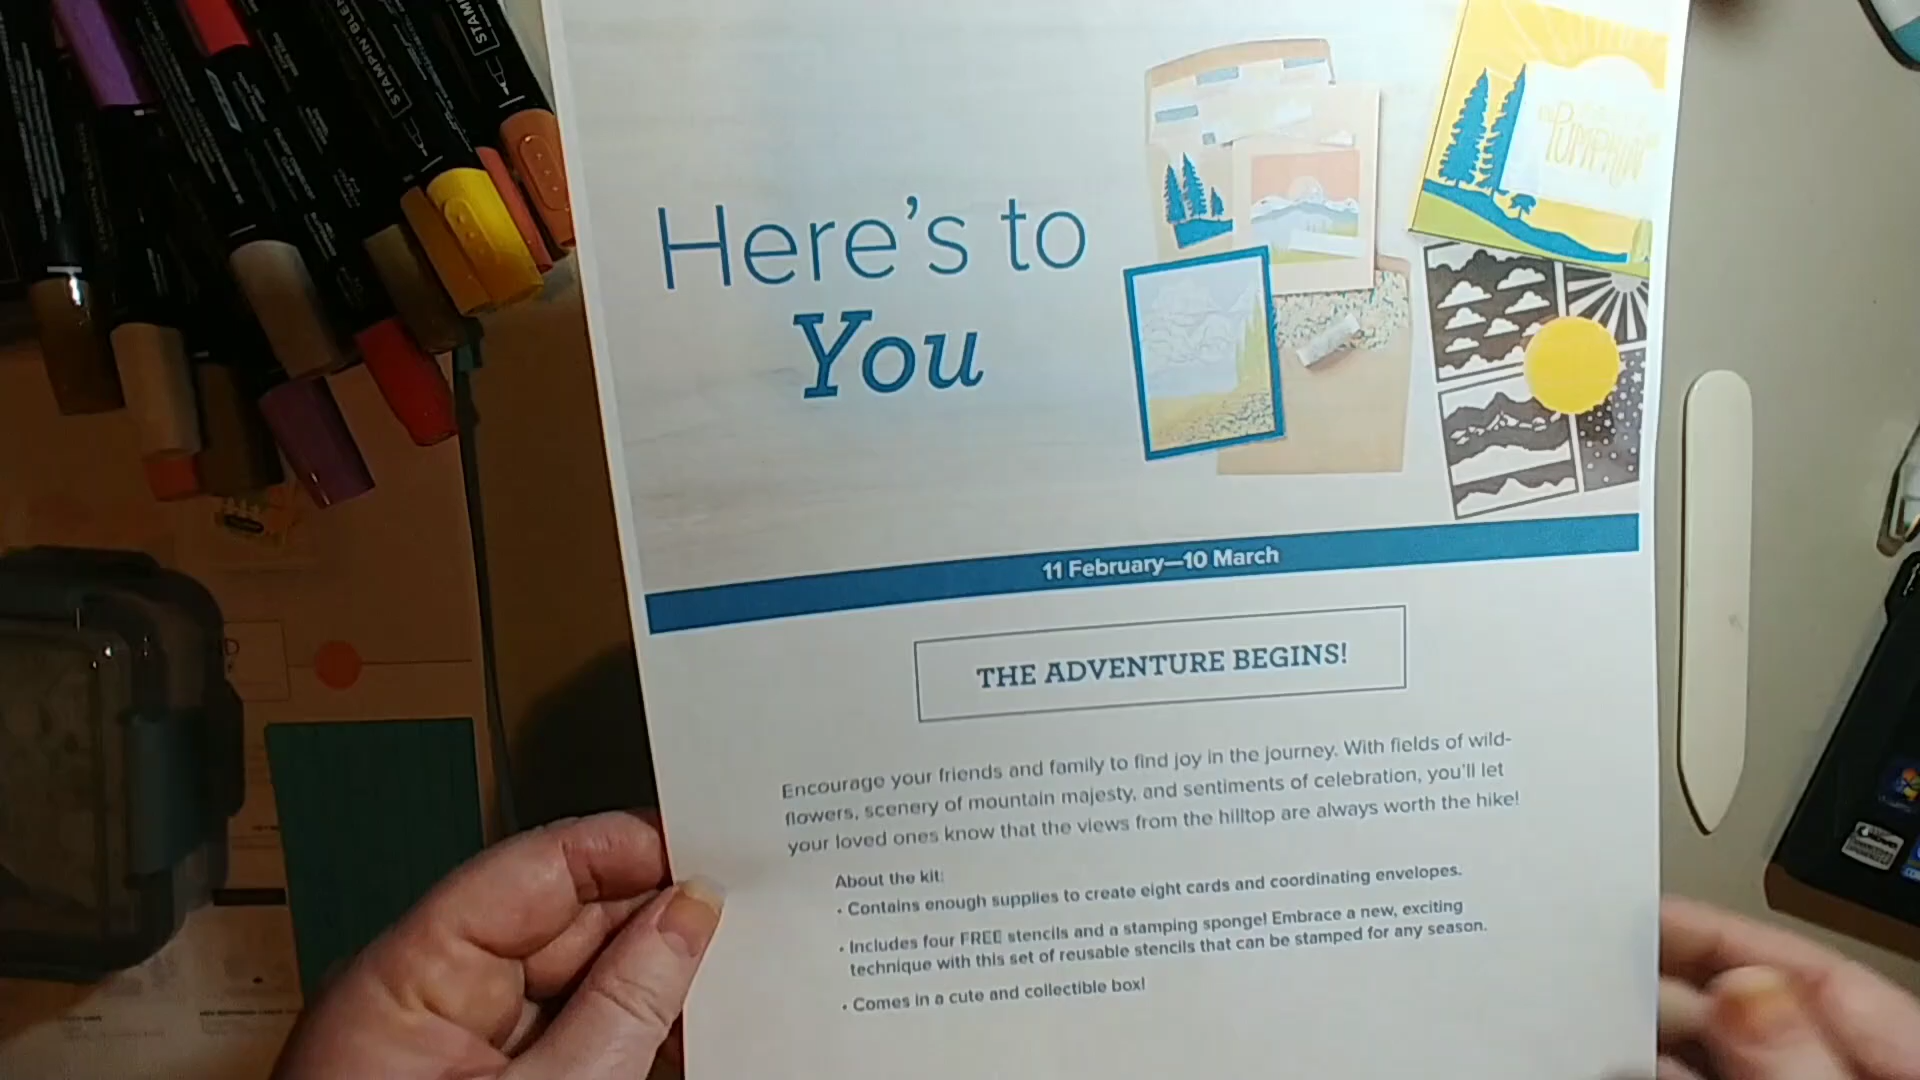 STAMPIN' BLEN
STAMPIN
STAMP
PUMPKIN
Here's to
You
11 February—10 March
THE ADVENTURE BEGINS!
Encourage your friends and family to find joy in the journey. With fields of wild-
flowers, scenery of mountain majesty, and sentiments of celebration, you'll let
your loved ones know that the views from the hilltop are always worth the hike!
About the kit:
• Contains enough supplies to create eight cards and coordinating envelopes.
• Includes four FREE stencils and a stamping sponge! Embrace a new, exciting
technique with this set of reusable stencils that can be stamped for any season.
• Comes in a cute and collectible box!